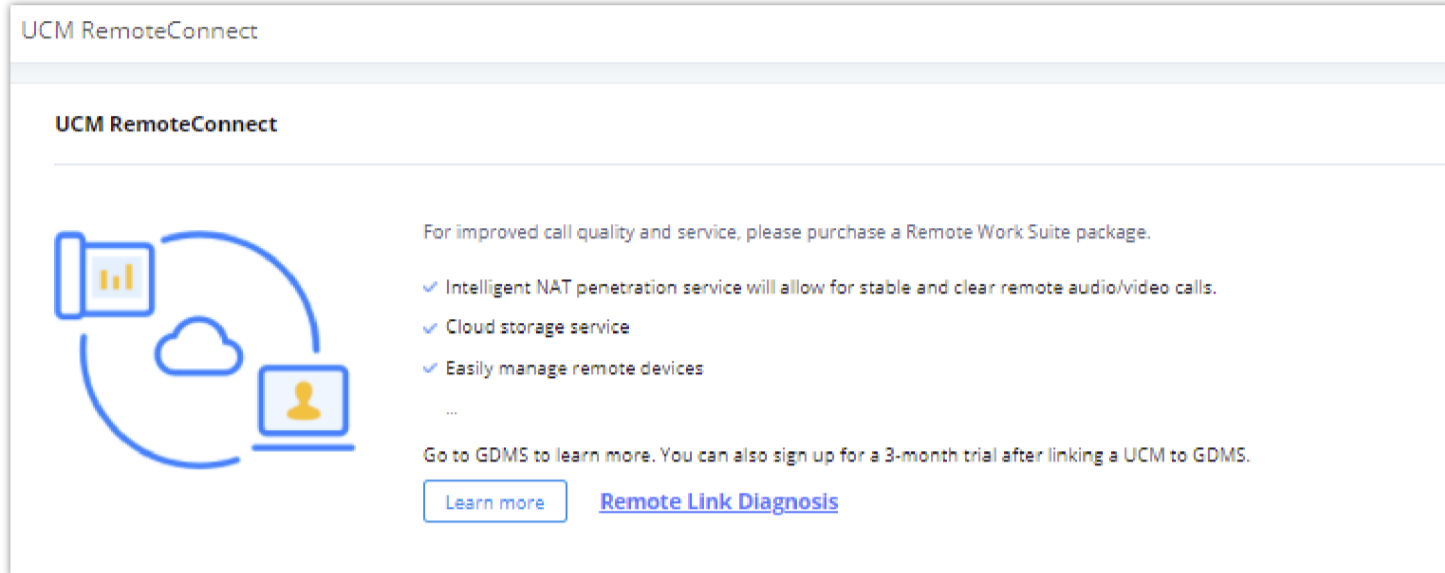 UCM RemoteConnect
UCM RemoteConnect
For improved call quality and service, please purchase a Remote Work Suite package.
Intelligent NAT penetration service will allow for stable and clear remote audio/video calls.
Cloud storage service
Easily manage remote devices
...
Go to GDMS to learn more. You can also sign up for a 3-month trial after linking a UCM to GDMS.
Learn more Remote Link Diagnosis